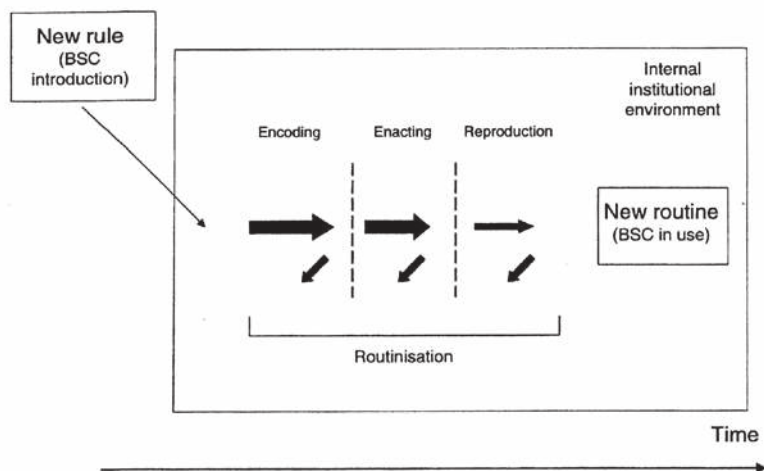 New rule
(BSC
introduction)
Internal
institutional
environment
Encoding
Enacting
Reproduction
New routine
(BSC in use)
Routinisation
Time